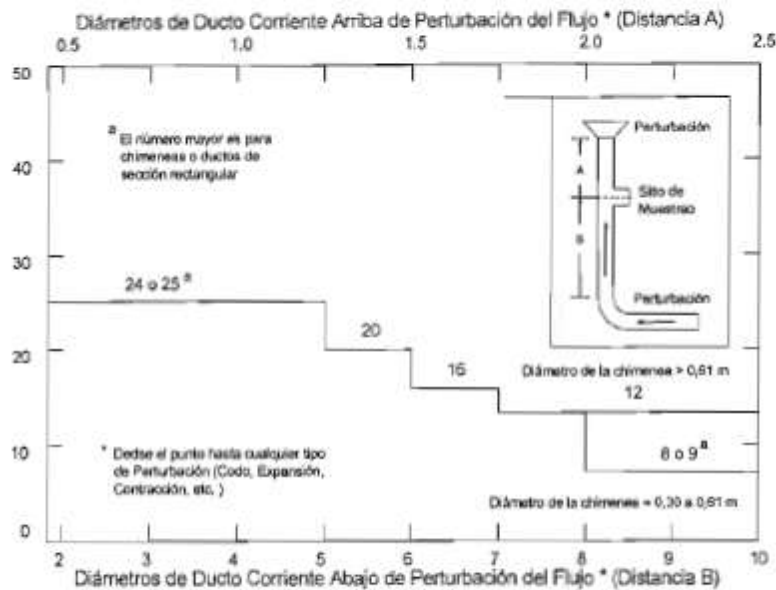 Diámetros de Ducto Corriente Arriba de Perturbación del Flujo * (Distancia A)
0.5 1.0 1.5 2.0 2.5
50
a El número mayor es para
chimeneas o ductos de
sección rectangular
Perturbación
A
40
Sitio de
Muestreo
B
30
24 o 25 a
Perturbación
20
20
16
Diámetro de la chimenea > 0,61 m
12
10
* Dedse el punto hasta cualquier tipo
de Perturbación (Codo, Expansión,
Contracción, etc, )
8 o 9 a
Diámetro de la chimenea = 0,30 a 0,61 m
0
2 3 4 5 6 7 8 9 10
Diámetros de Ducto Corriente Abajo de Perturbación del Flujo * (Distancia B)